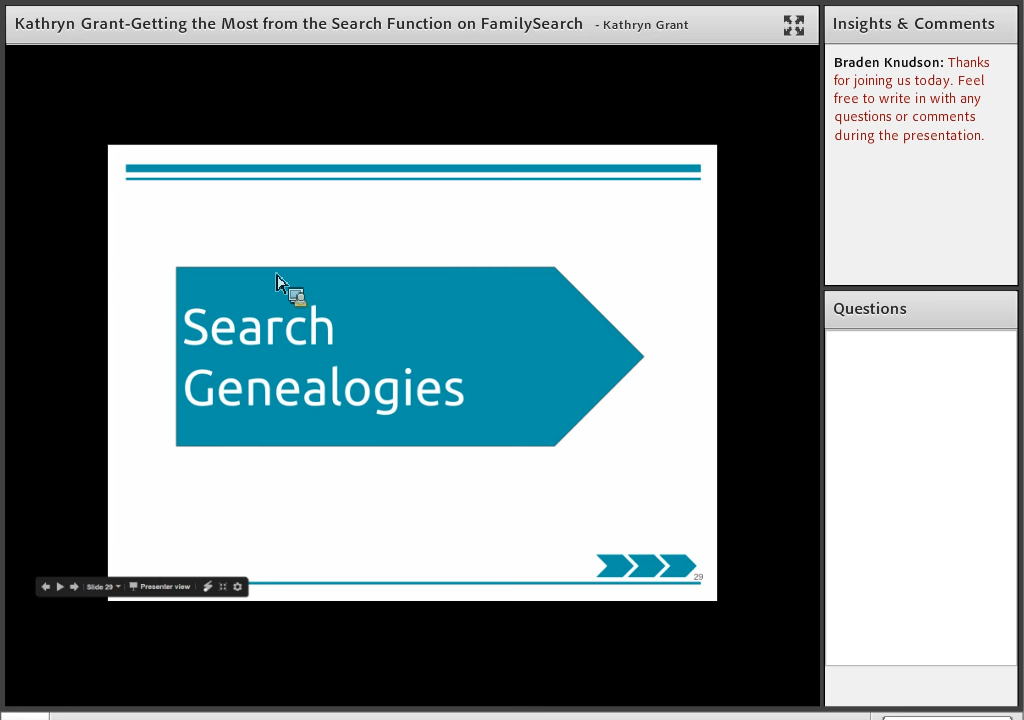 Kathryn Grant-Getting the Most from the Search Function on FamilySearch - Kathryn Grant
Insights & Comments
Braden Knudson: Thanks
for joining us today. Feel
free to write in with any
questions or comments
during the presentation.
Search
Genealogies
Questions
29
Slide 29
Presenter view